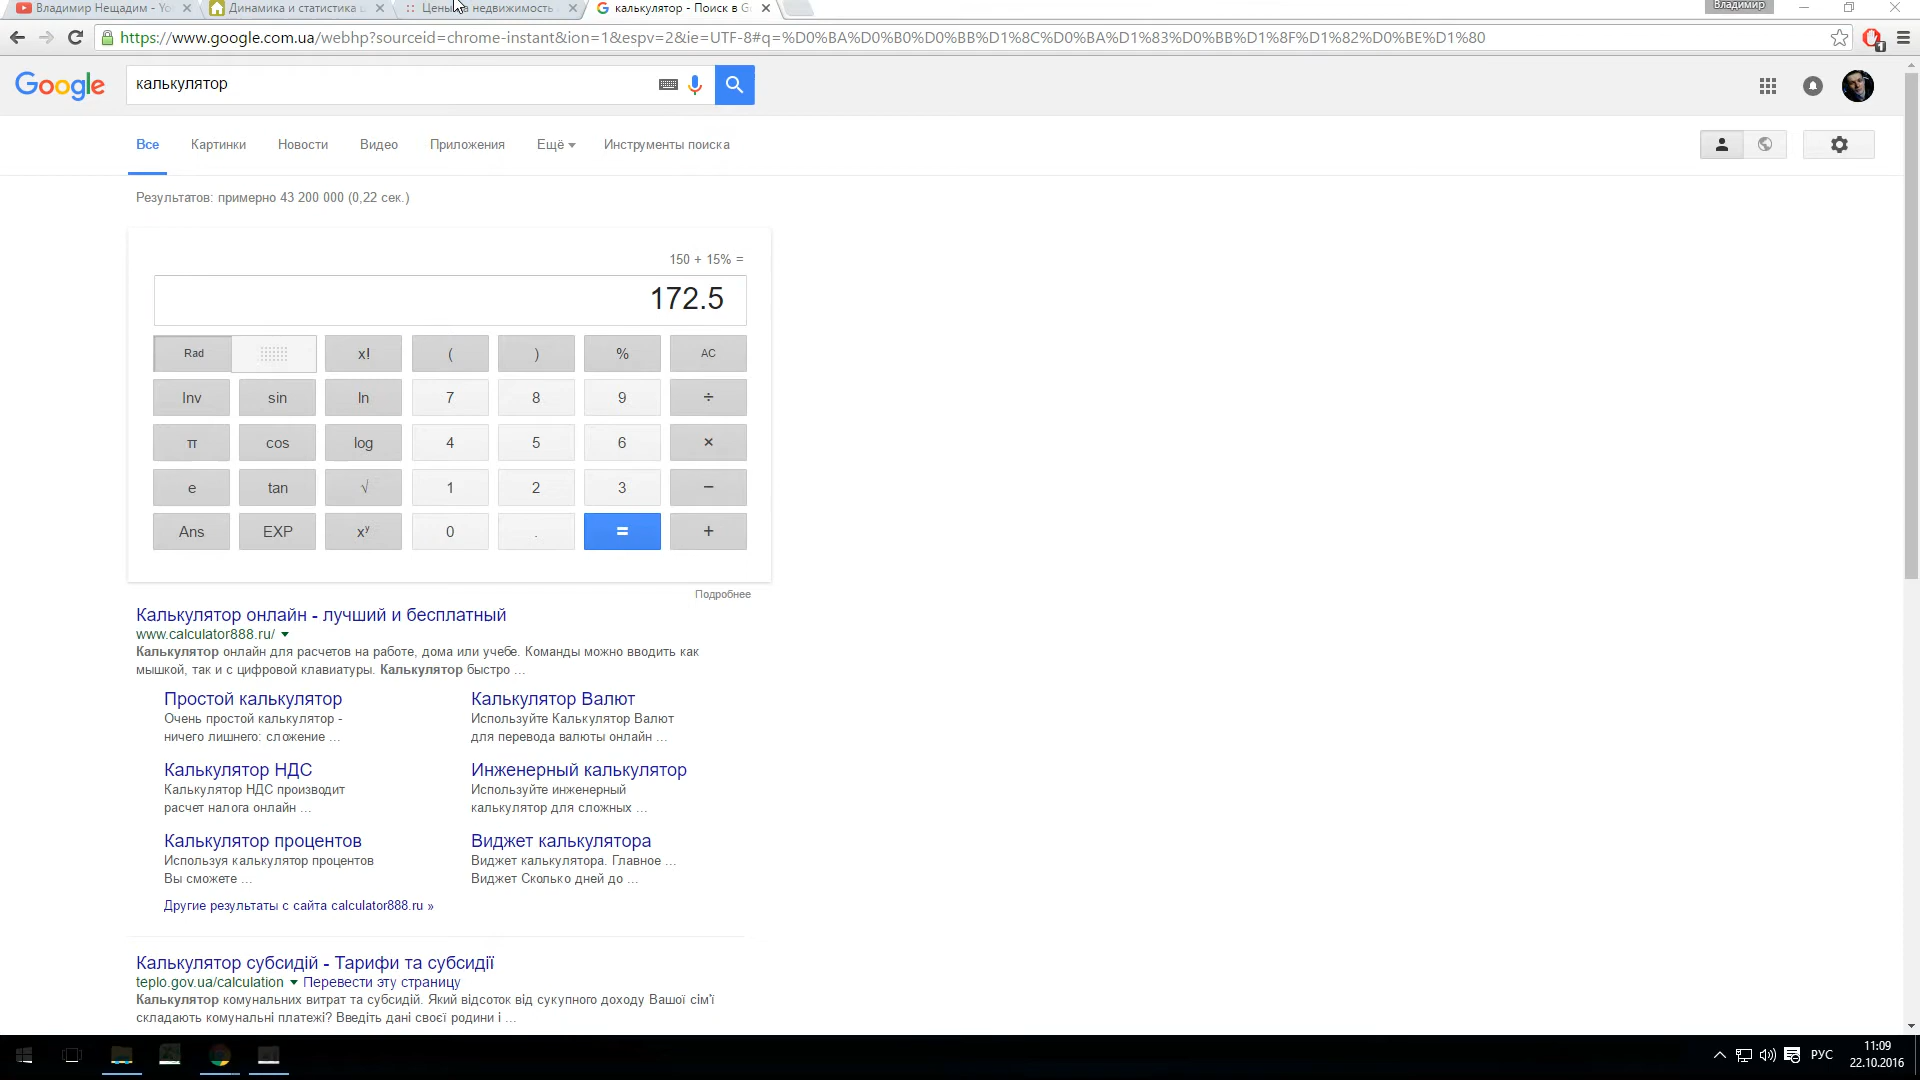 Владимир Нещадим - Yo
Динамика и статистика ц
Цены на недвижимость
калькулятор - Поиск в G
Владимир
https://www.google.com.ua/webhp?sourceid=chrome-instant&ion=1&espv=2&ie=UTF-8#q=%D0%BA%D0%B0%D0%BB%D1%8C%D0%BA%D1%83%D0%BB%D1%8F%D1%82%D0%BE%D1%80
1
Google
калькулятор
Все Картинки Новости Видео Приложения Ещё Инструменты поиска
Результатов: примерно 43 200 000 (0,22 сек.)
150 + 15% =
172.5
Rad x! ( ) % AC
Inv sin ln 7 8 9 ÷
π cos log 4 5 6 ×
e tan √ 1 2 3 −
Ans EXP xʸ 0 . = +
Подробнее
Калькулятор онлайн - лучший и бесплатный
www.calculator888.ru/
Калькулятор онлайн для расчетов на работе, дома или учебе. Команды можно вводить как
мышкой, так и с цифровой клавиатуры. Калькулятор быстро ...
Простой калькулятор
Очень простой калькулятор -
ничего лишнего: сложение ...
Калькулятор Валют
Используйте Калькулятор Валют
для перевода валюты онлайн ...
Калькулятор НДС
Калькулятор НДС производит
расчет налога онлайн ...
Инженерный калькулятор
Используйте инженерный
калькулятор для сложных ...
Калькулятор процентов
Используя калькулятор процентов
Вы сможете ...
Виджет калькулятора
Виджет калькулятора. Главное ...
Виджет Сколько дней до ...
Другие результаты с сайта calculator888.ru »
Калькулятор субсидій - Тарифи та субсидії
teplo.gov.ua/calculation Перевести эту страницу
Калькулятор комунальних витрат та субсидій. Який відсоток від сукупного доходу Вашої сім'ї
складають комунальні платежі? Введіть дані своєї родини і ...
РУС
11:09
22.10.2016